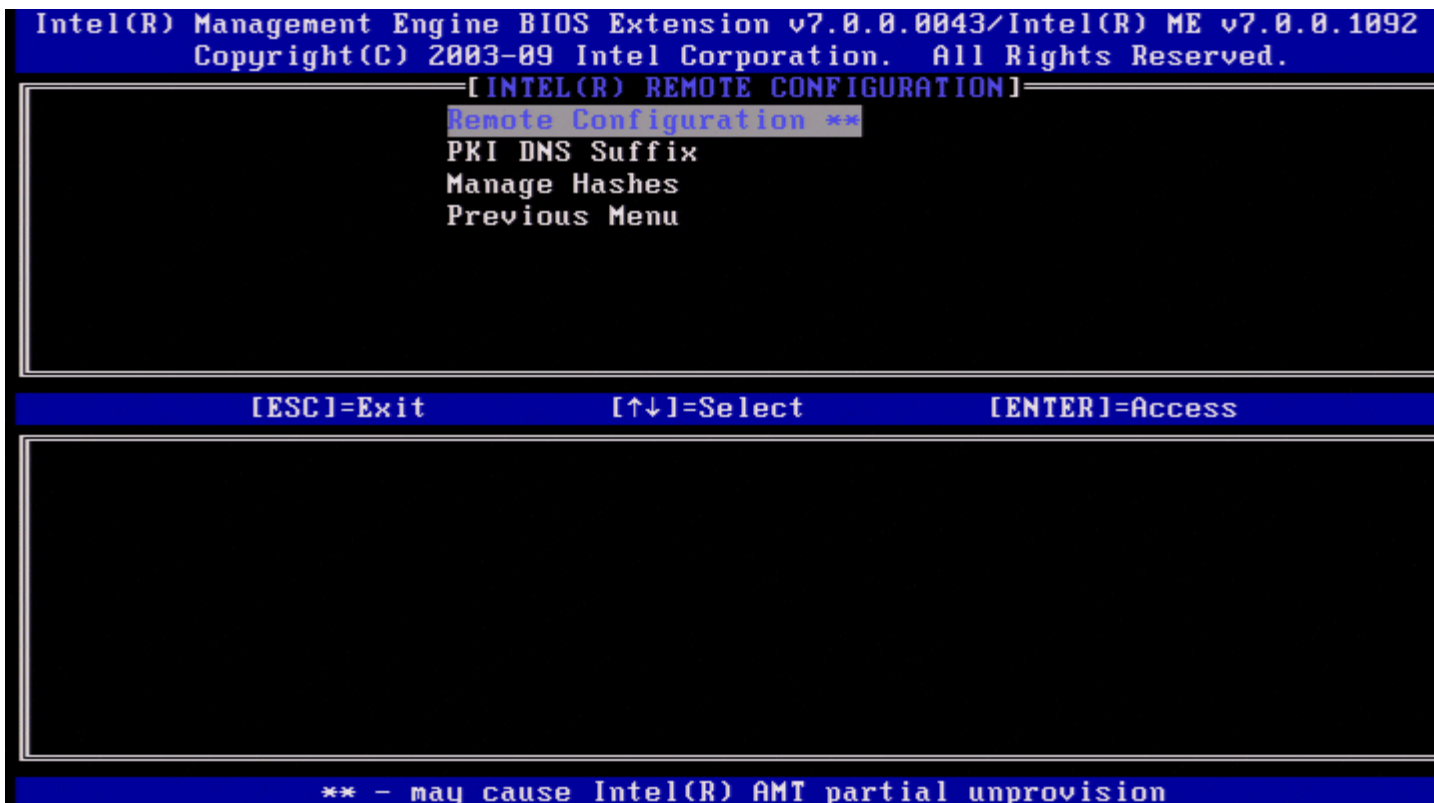 Intel(R) Management Engine BIOS Extension v7.0.0.0043/Intel(R) ME v7.0.0.1092
Copyright(C) 2003-09 Intel Corporation. All Rights Reserved.
[INTEL(R) REMOTE CONFIGURATION]
Remote Configuration **
PKI DNS Suffix
Manage Hashes
Previous Menu
[ESC]=Exit [↑↓]=Select [ENTER]=Access
** - may cause Intel(R) AMT partial unprovision